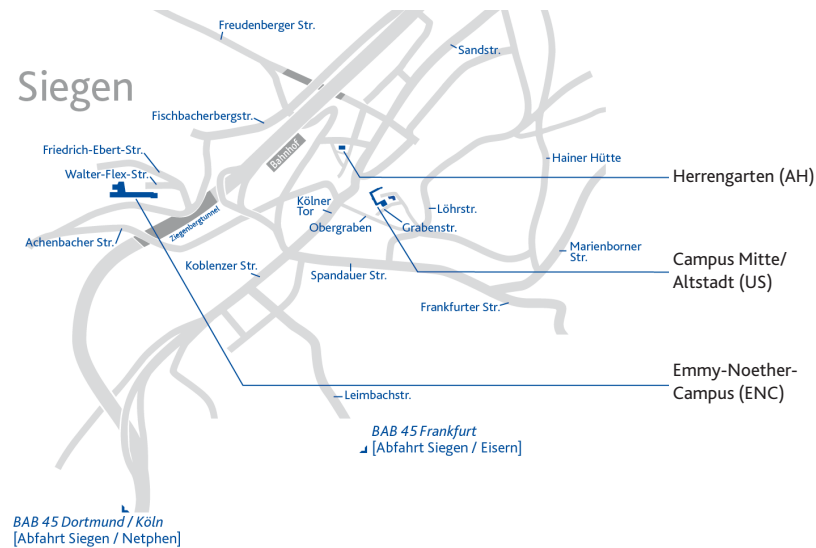 Freudenberger Str.
Sandstr.
Siegen
Fischbacherbergstr.
Friedrich-Ebert-Str.
Bahnhof
Hainer Hütte
Walter-Flex-Str.
Herrengarten (AH)
Kölner
Tor
Löhrstr.
Ziegenbergtunnel
Obergraben
Grabenstr.
Achenbacher Str.
Marienborner
Str.
Koblenzer Str.
Spandauer Str.
Campus Mitte/
Altstadt (US)
Frankfurter Str.
Emmy-Noether-
Campus (ENC)
Leimbachstr.
BAB 45 Frankfurt
[Abfahrt Siegen / Eisern]
BAB 45 Dortmund / Köln
[Abfahrt Siegen / Netphen]